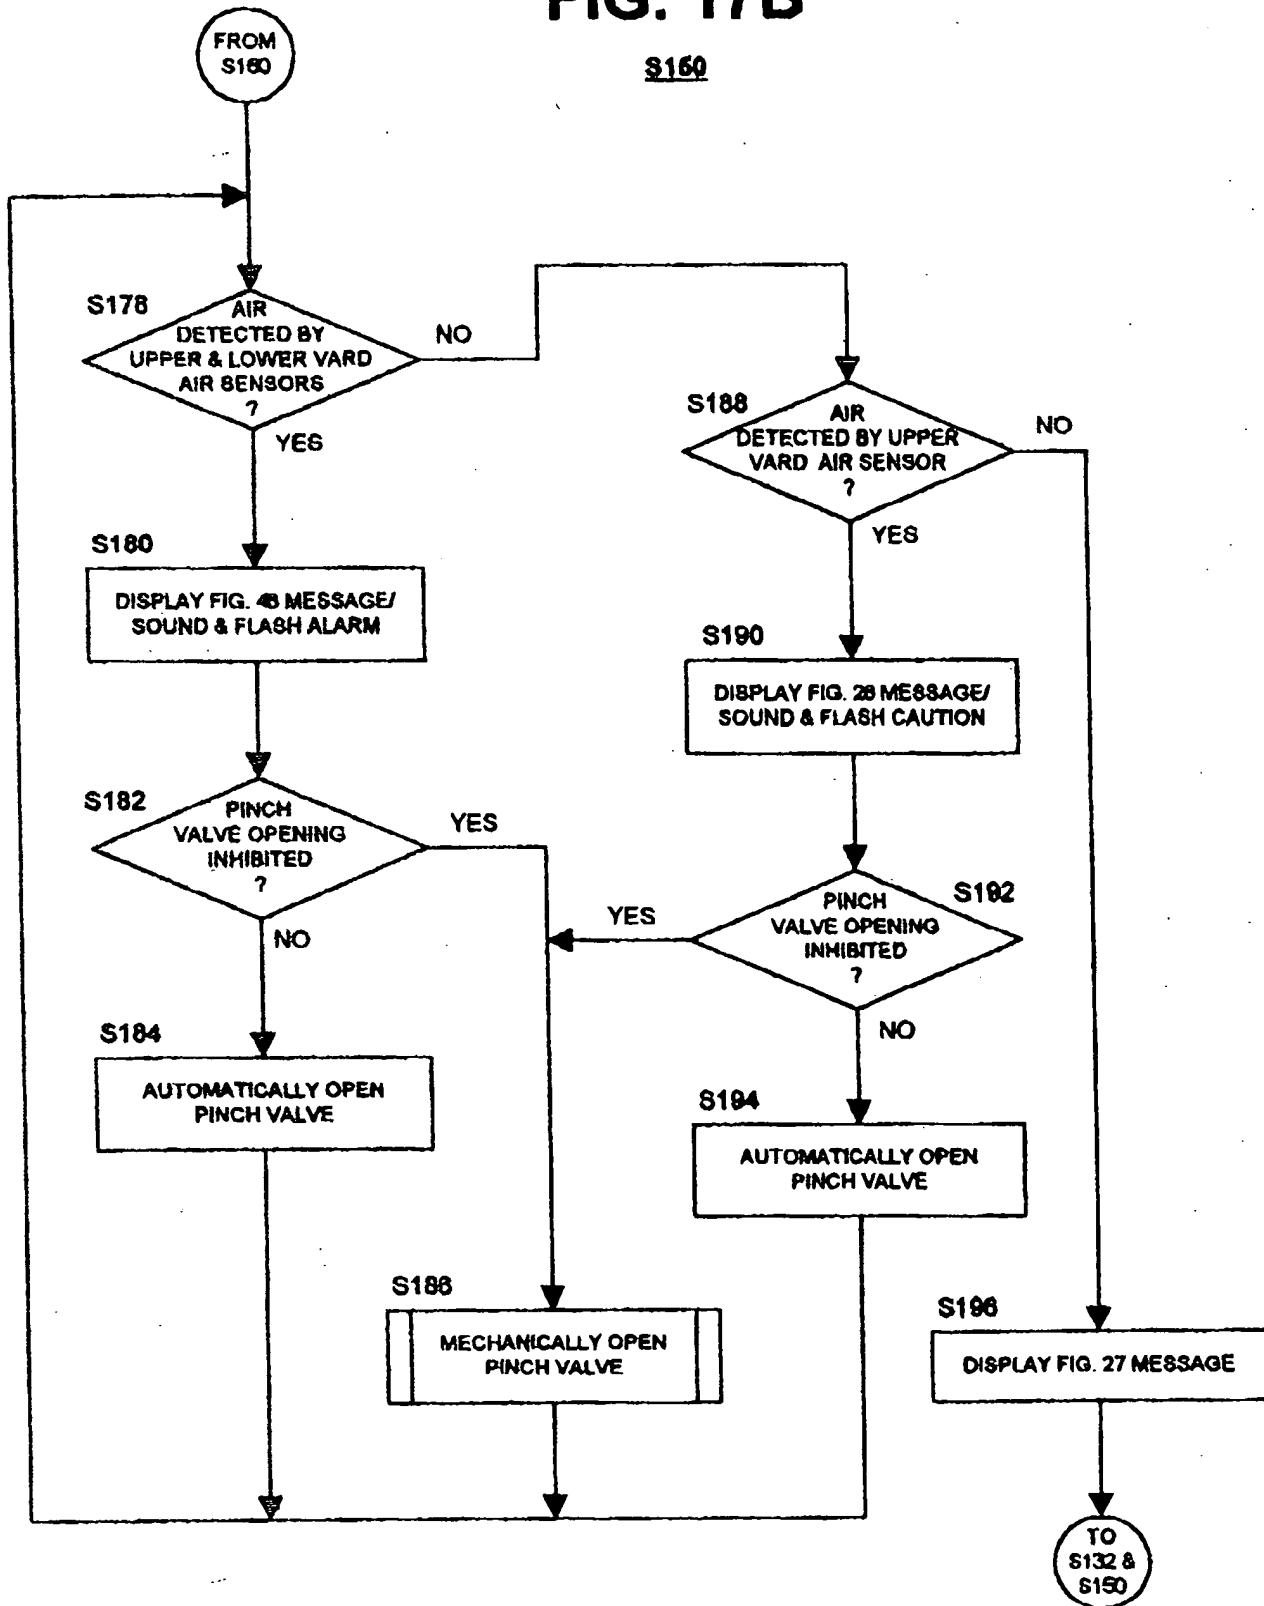 FIG. 17B
S150
FROM
S160
S178
AIR
DETECTED BY
UPPER & LOWER VARD
AIR SENSORS
?
NO
YES
S188
AIR
DETECTED BY UPPER
VARD AIR SENSOR
?
NO
YES
S180
DISPLAY FIG. 46 MESSAGE/
SOUND & FLASH ALARM
S190
DISPLAY FIG. 28 MESSAGE/
SOUND & FLASH CAUTION
S182
PINCH
VALVE OPENING
INHIBITED
?
YES
NO
S192
PINCH
VALVE OPENING
INHIBITED
?
YES
NO
S184
AUTOMATICALLY OPEN
PINCH VALVE
S194
AUTOMATICALLY OPEN
PINCH VALVE
S186
MECHANICALLY OPEN
PINCH VALVE
S196
DISPLAY FIG. 27 MESSAGE
TO
S132 &
S150